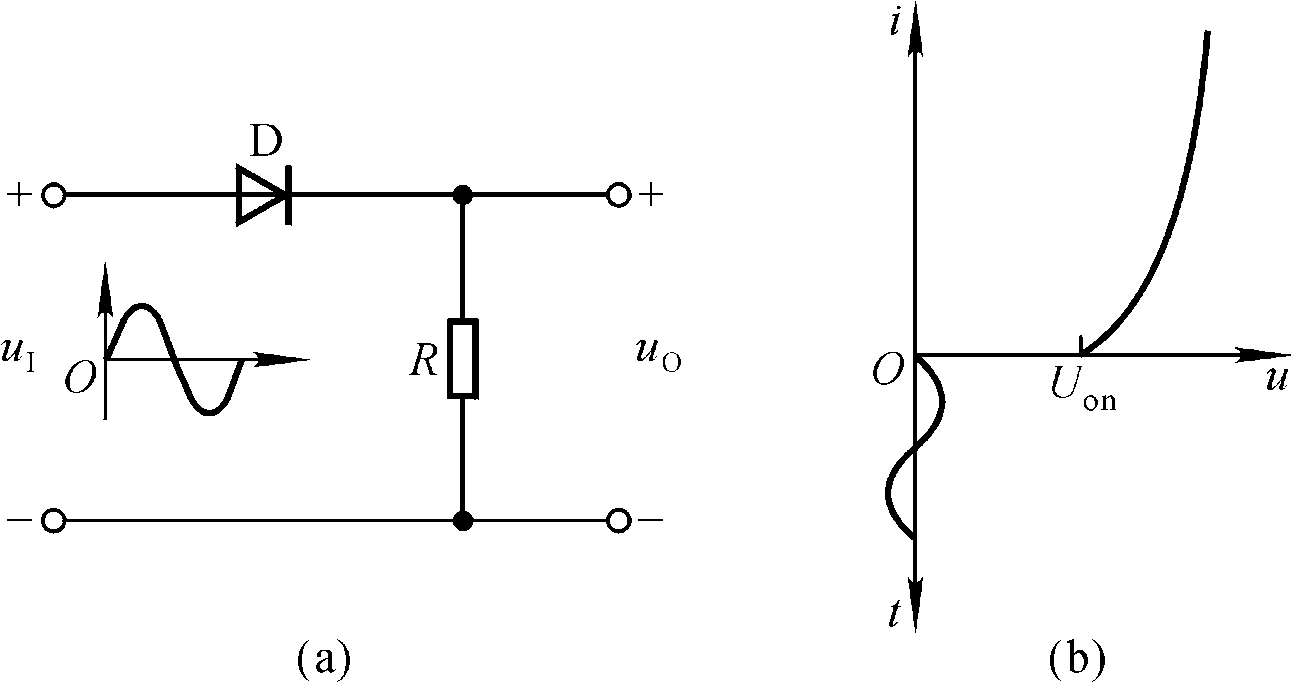 D
+ +
u_I O R u_O
− −
(a)
i
O U_on u
t
(b)